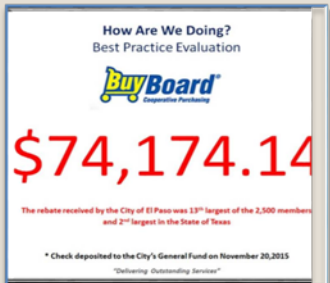 How Are We Doing?
Best Practice Evaluation
BuyBoard®
Cooperative Purchasing
$74,174.14
The rebate received by the City of El Paso was 13th largest of the 2,500 members
and 2nd largest in the State of Texas
* Check deposited to the City's General Fund on November 20,2015
"Delivering Outstanding Services"